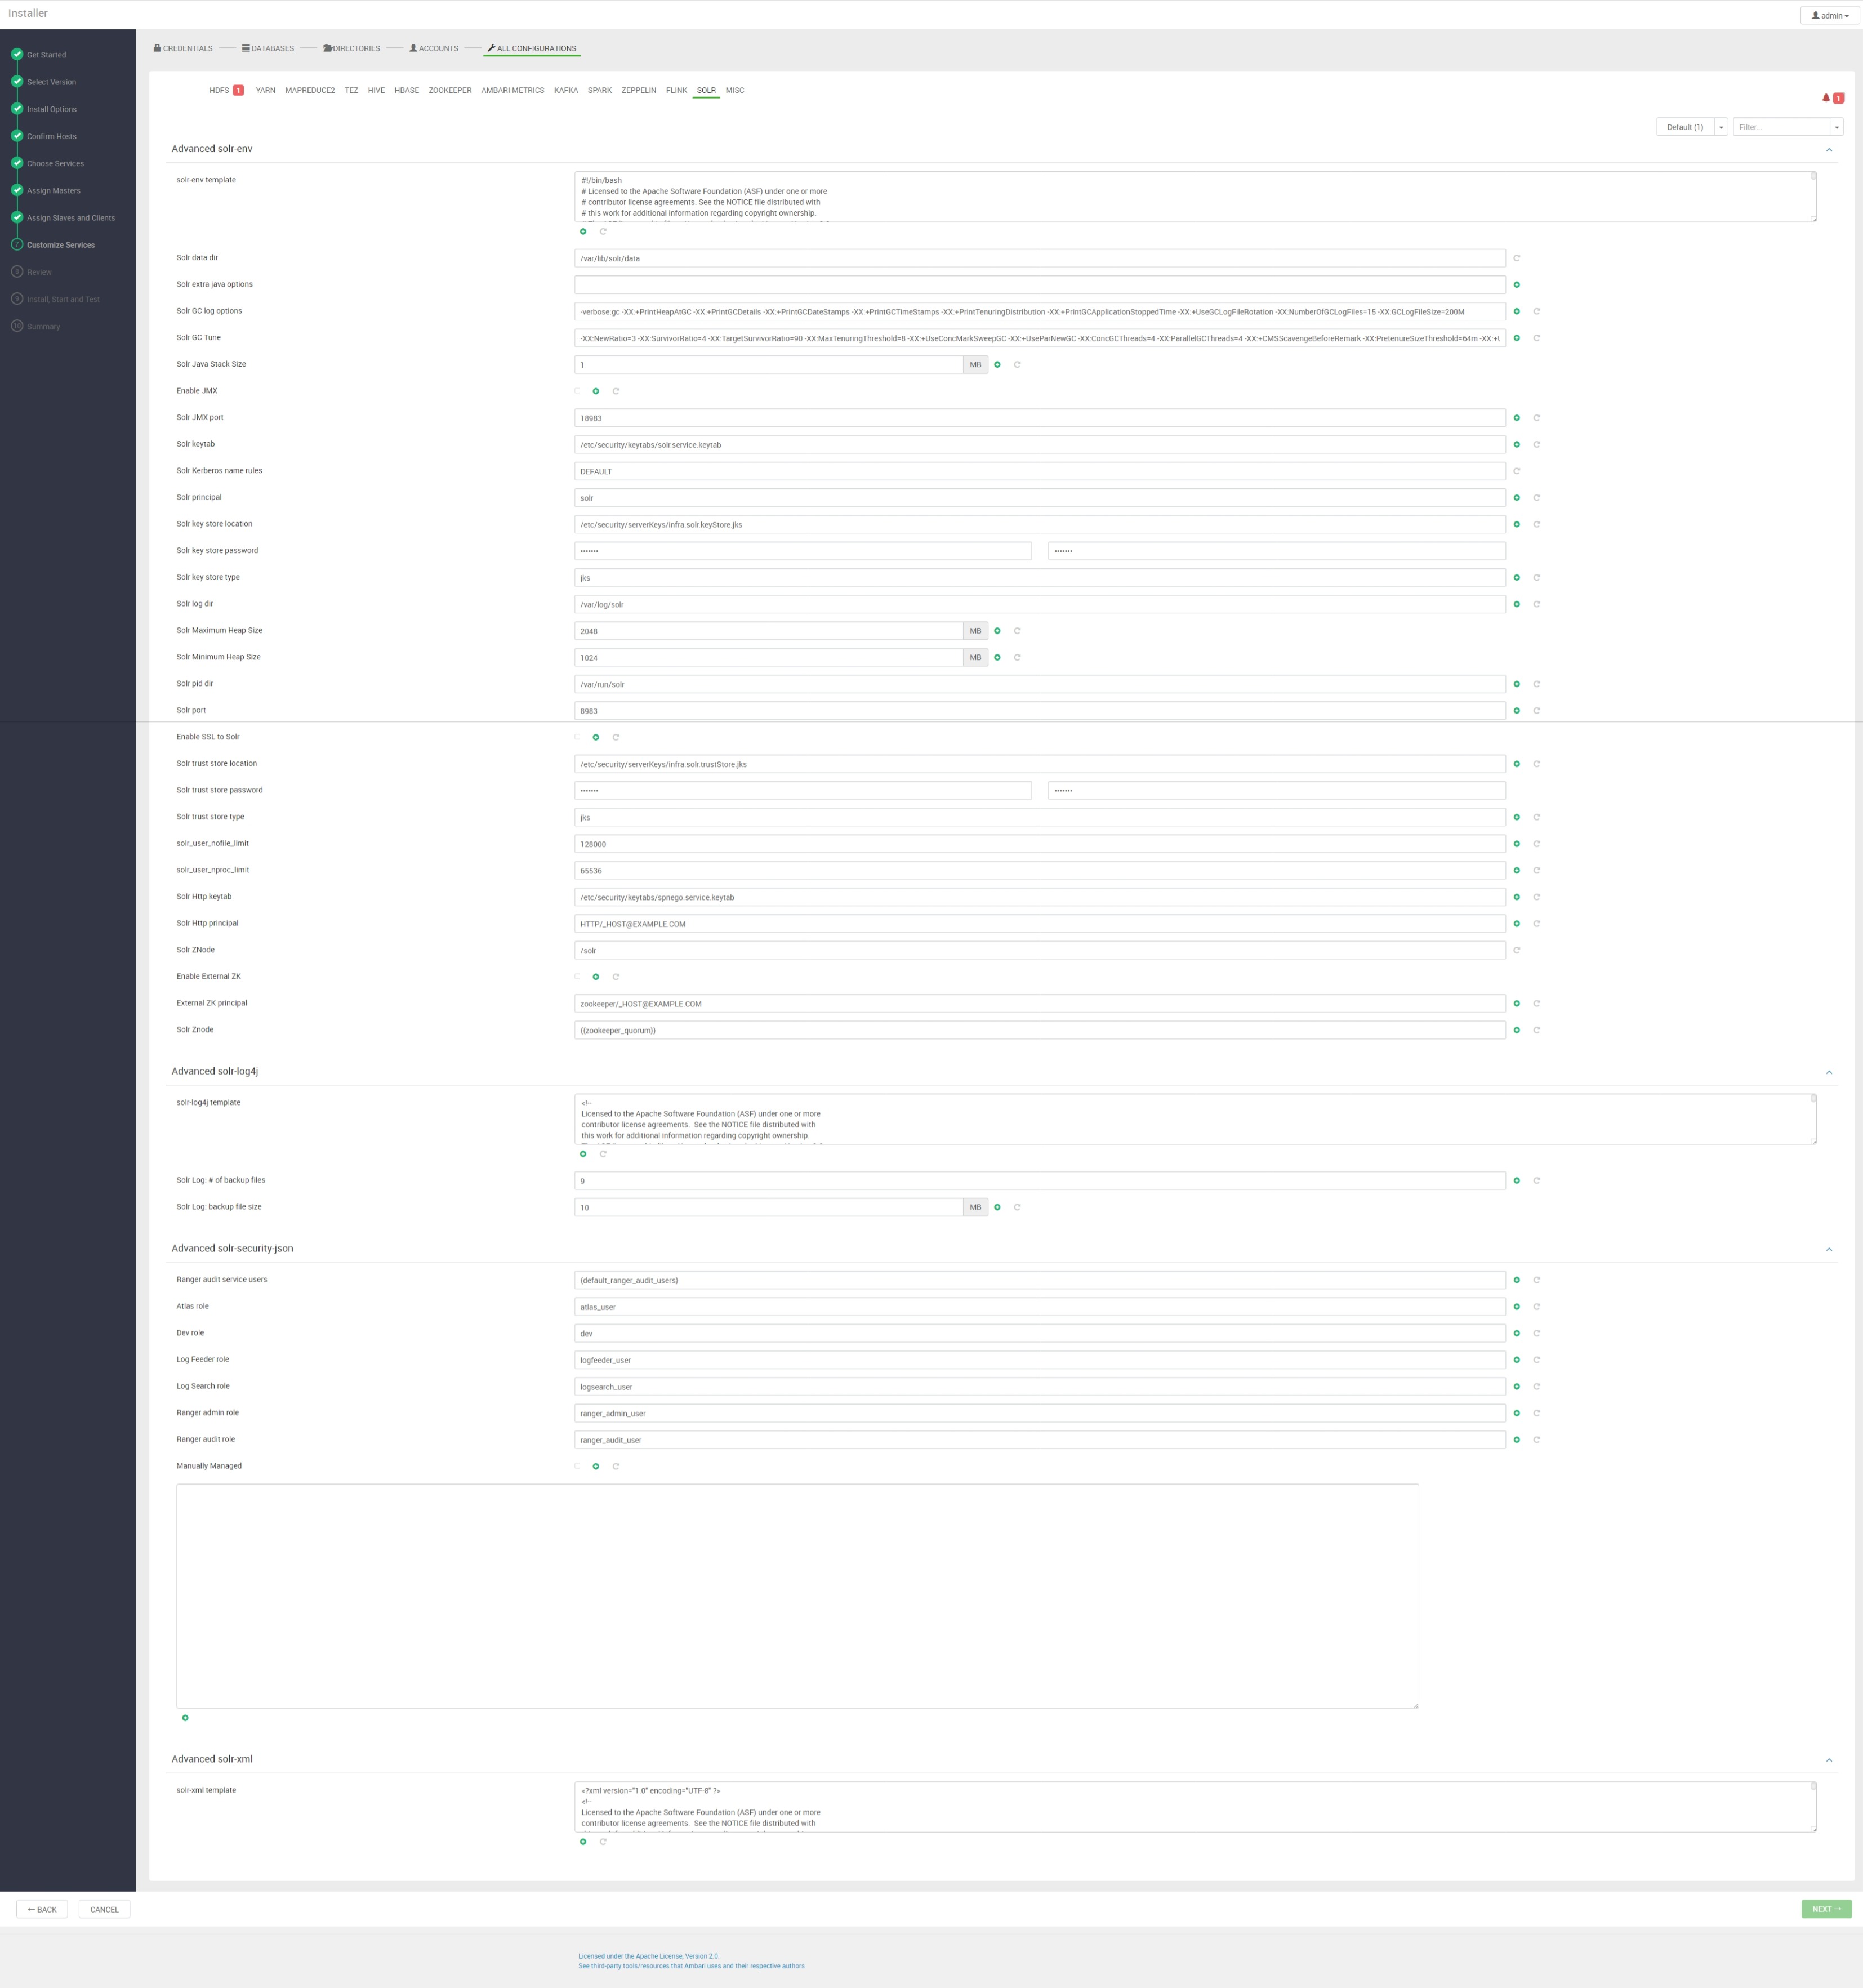 Installer
admin
Get Started
Select Version
Install Options
Confirm Hosts
Choose Services
Assign Masters
Assign Slaves and Clients
7 Customize Services
8 Review
9 Install, Start and Test
10 Summary
CREDENTIALS DATABASES DIRECTORIES ACCOUNTS ALL CONFIGURATIONS
HDFS 1 YARN MAPREDUCE2 TEZ HIVE HBASE ZOOKEEPER AMBARI METRICS KAFKA SPARK ZEPPELIN FLINK SOLR MISC
1
Default (1) Filter...
Advanced solr-env
solr-env template
#!/bin/bash
# Licensed to the Apache Software Foundation (ASF) under one or more
# contributor license agreements. See the NOTICE file distributed with
# this work for additional information regarding copyright ownership.
Solr data dir /var/lib/solr/data
Solr extra java options
Solr GC log options -verbose:gc -XX:+PrintHeapAtGC -XX:+PrintGCDetails -XX:+PrintGCDateStamps -XX:+PrintGCTimeStamps -XX:+PrintTenuringDistribution -XX:+PrintGCApplicationStoppedTime -XX:+UseGCLogFileRotation -XX:NumberOfGCLogFiles=15 -XX:GCLogFileSize=200M
Solr GC Tune -XX:NewRatio=3 -XX:SurvivorRatio=4 -XX:TargetSurvivorRatio=90 -XX:MaxTenuringThreshold=8 -XX:+UseConcMarkSweepGC -XX:+UseParNewGC -XX:ConcGCThreads=4 -XX:ParallelGCThreads=4 -XX:+CMSScavengeBeforeRemark -XX:PretenureSizeThreshold=64m
Solr Java Stack Size 1 MB
Enable JMX
Solr JMX port 18983
Solr keytab /etc/security/keytabs/solr.service.keytab
Solr Kerberos name rules DEFAULT
Solr principal solr
Solr key store location /etc/security/serverKeys/infra.solr.keyStore.jks
Solr key store password ••••••• •••••••
Solr key store type jks
Solr log dir /var/log/solr
Solr Maximum Heap Size 2048 MB
Solr Minimum Heap Size 1024 MB
Solr pid dir /var/run/solr
Solr port 8983
Enable SSL to Solr
Solr trust store location /etc/security/serverKeys/infra.solr.trustStore.jks
Solr trust store password ••••••• •••••••
Solr trust store type jks
solr_user_nofile_limit 128000
solr_user_nproc_limit 65536
Solr Http keytab /etc/security/keytabs/spnego.service.keytab
Solr Http principal HTTP/_HOST@EXAMPLE.COM
Solr ZNode /solr
Enable External ZK
External ZK principal zookeeper/_HOST@EXAMPLE.COM
Solr Znode {{zookeeper_quorum}}
Advanced solr-log4j
solr-log4j template
<!--
Licensed to the Apache Software Foundation (ASF) under one or more
contributor license agreements. See the NOTICE file distributed with
this work for additional information regarding copyright ownership.
Solr Log: # of backup files 9
Solr Log: backup file size 10 MB
Advanced solr-security-json
Ranger audit service users {default_ranger_audit_users}
Atlas role atlas_user
Dev role dev
Log Feeder role logfeeder_user
Log Search role logsearch_user
Ranger admin role ranger_admin_user
Ranger audit role ranger_audit_user
Manually Managed
Advanced solr-xml
solr-xml template
<?xml version="1.0" encoding="UTF-8" ?>
<!--
Licensed to the Apache Software Foundation (ASF) under one or more
contributor license agreements. See the NOTICE file distributed with
← BACK CANCEL NEXT →
Licensed under the Apache License, Version 2.0.
See third-party tools/resources that Ambari uses and their respective authors